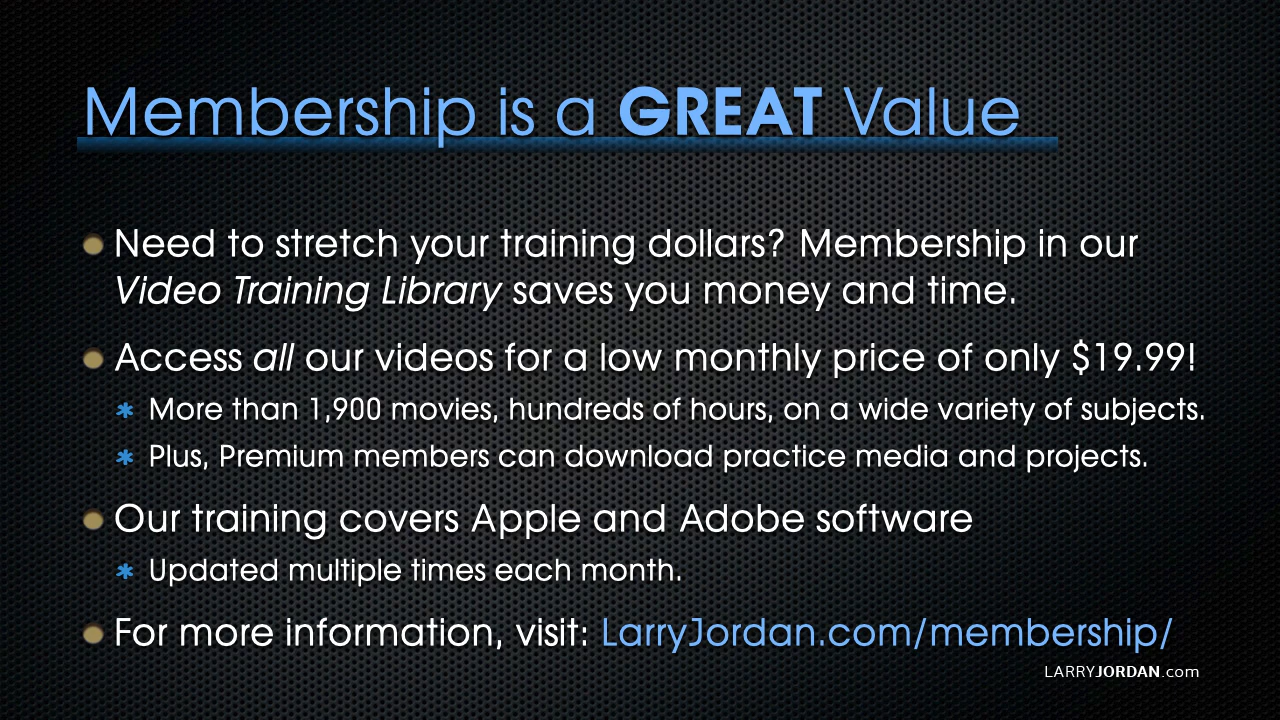 Membership is a GREAT Value
Need to stretch your training dollars? Membership in our
Video Training Library saves you money and time.
Access all our videos for a low monthly price of only $19.99!
More than 1,900 movies, hundreds of hours, on a wide variety of subjects.
Plus, Premium members can download practice media and projects.
Our training covers Apple and Adobe software
Updated multiple times each month.
For more information, visit: LarryJordan.com/membership/
LARRYJORDAN.com